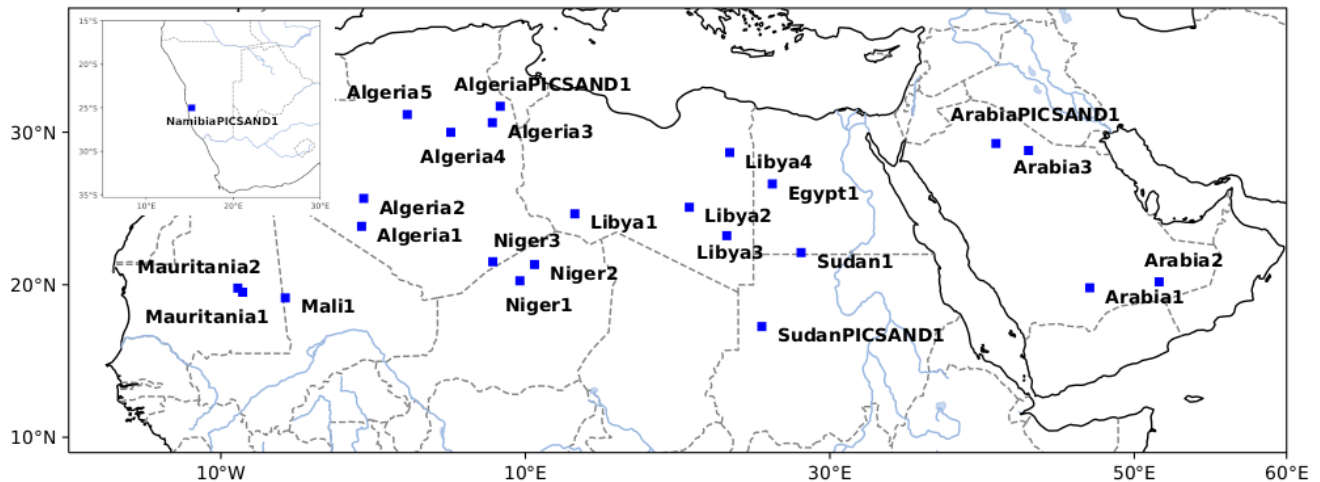 15°S
20°S
25°S
30°S
35°S
10°E
20°E
30°E
NamibiaPICSAND1
30°N
20°N
10°N
10°W
10°E
30°E
50°E
60°E
Algeria5
AlgeriaPICSAND1
Algeria3
Algeria4
Algeria2
Algeria1
Libya4
Egypt1
Libya1
Libya2
Libya3
Niger3
Niger2
Niger1
Mauritania2
Mauritania1
Mali1
Sudan1
SudanPICSAND1
ArabiaPICSAND1
Arabia3
Arabia2
Arabia1